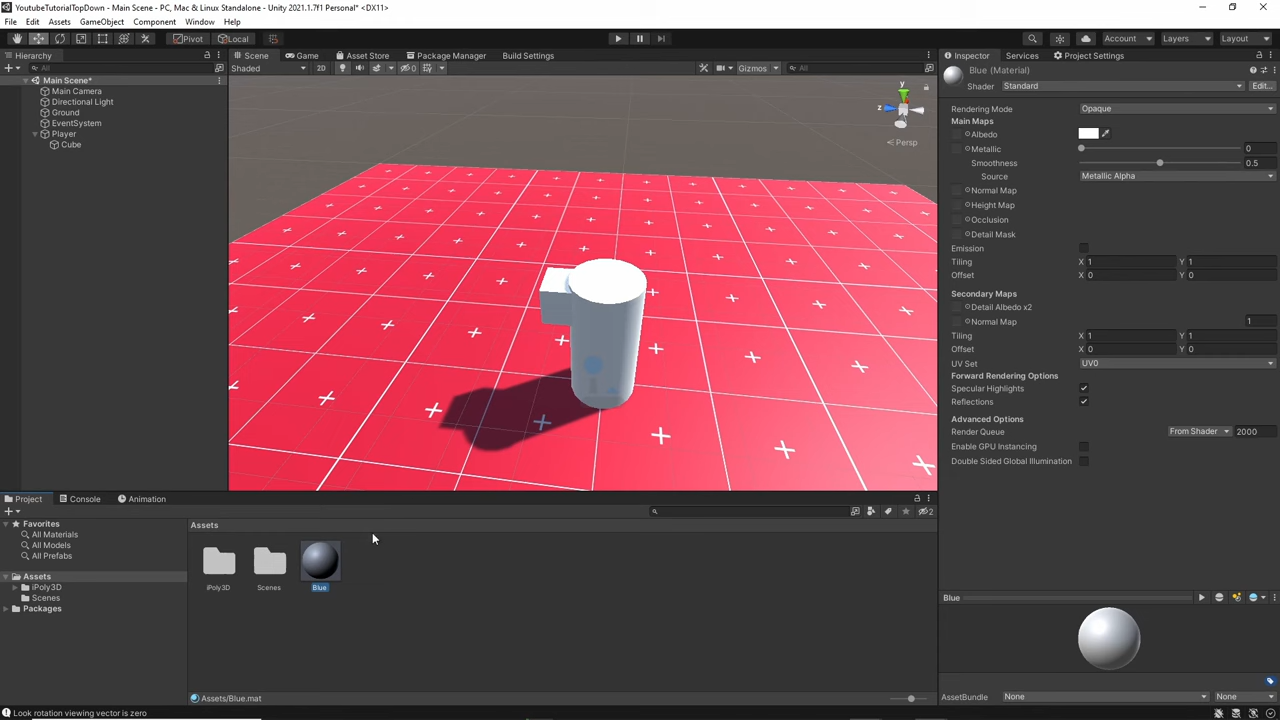 YoutubeTutorialTopDown - Main Scene - PC, Mac & Linux Standalone - Unity 2021.1.7f1 Personal* <DX11>
File Edit Assets GameObject Component Window Help
Pivot Local Account Layers Layout
Hierarchy
All
Main Scene*
Main Camera
Directional Light
Ground
EventSystem
Player
Cube
Scene Game Asset Store Package Manager Build Settings
Shaded 2D 0 Gizmos All
y
z
Persp
Inspector Services Project Settings
Blue (Material)
Shader Standard Edit...
Rendering Mode Opaque
Main Maps
Albedo
Metallic 0
Smoothness 0.5
Source Metallic Alpha
Normal Map
Height Map
Occlusion
Detail Mask
Emission
Tiling X 1 Y 1
Offset X 0 Y 0
Secondary Maps
Detail Albedo x2
Normal Map 1
Tiling X 1 Y 1
Offset X 0 Y 0
UV Set UV0
Forward Rendering Options
Specular Highlights
Reflections
Advanced Options
Render Queue From Shader 2000
Enable GPU Instancing
Double Sided Global Illumination
Project Console Animation
2
Favorites
All Materials
All Models
All Prefabs
Assets
iPoly3D
Scenes
Packages
Assets
iPoly3D Scenes Blue
Assets/Blue.mat
Blue
AssetBundle None None
Look rotation viewing vector is zero